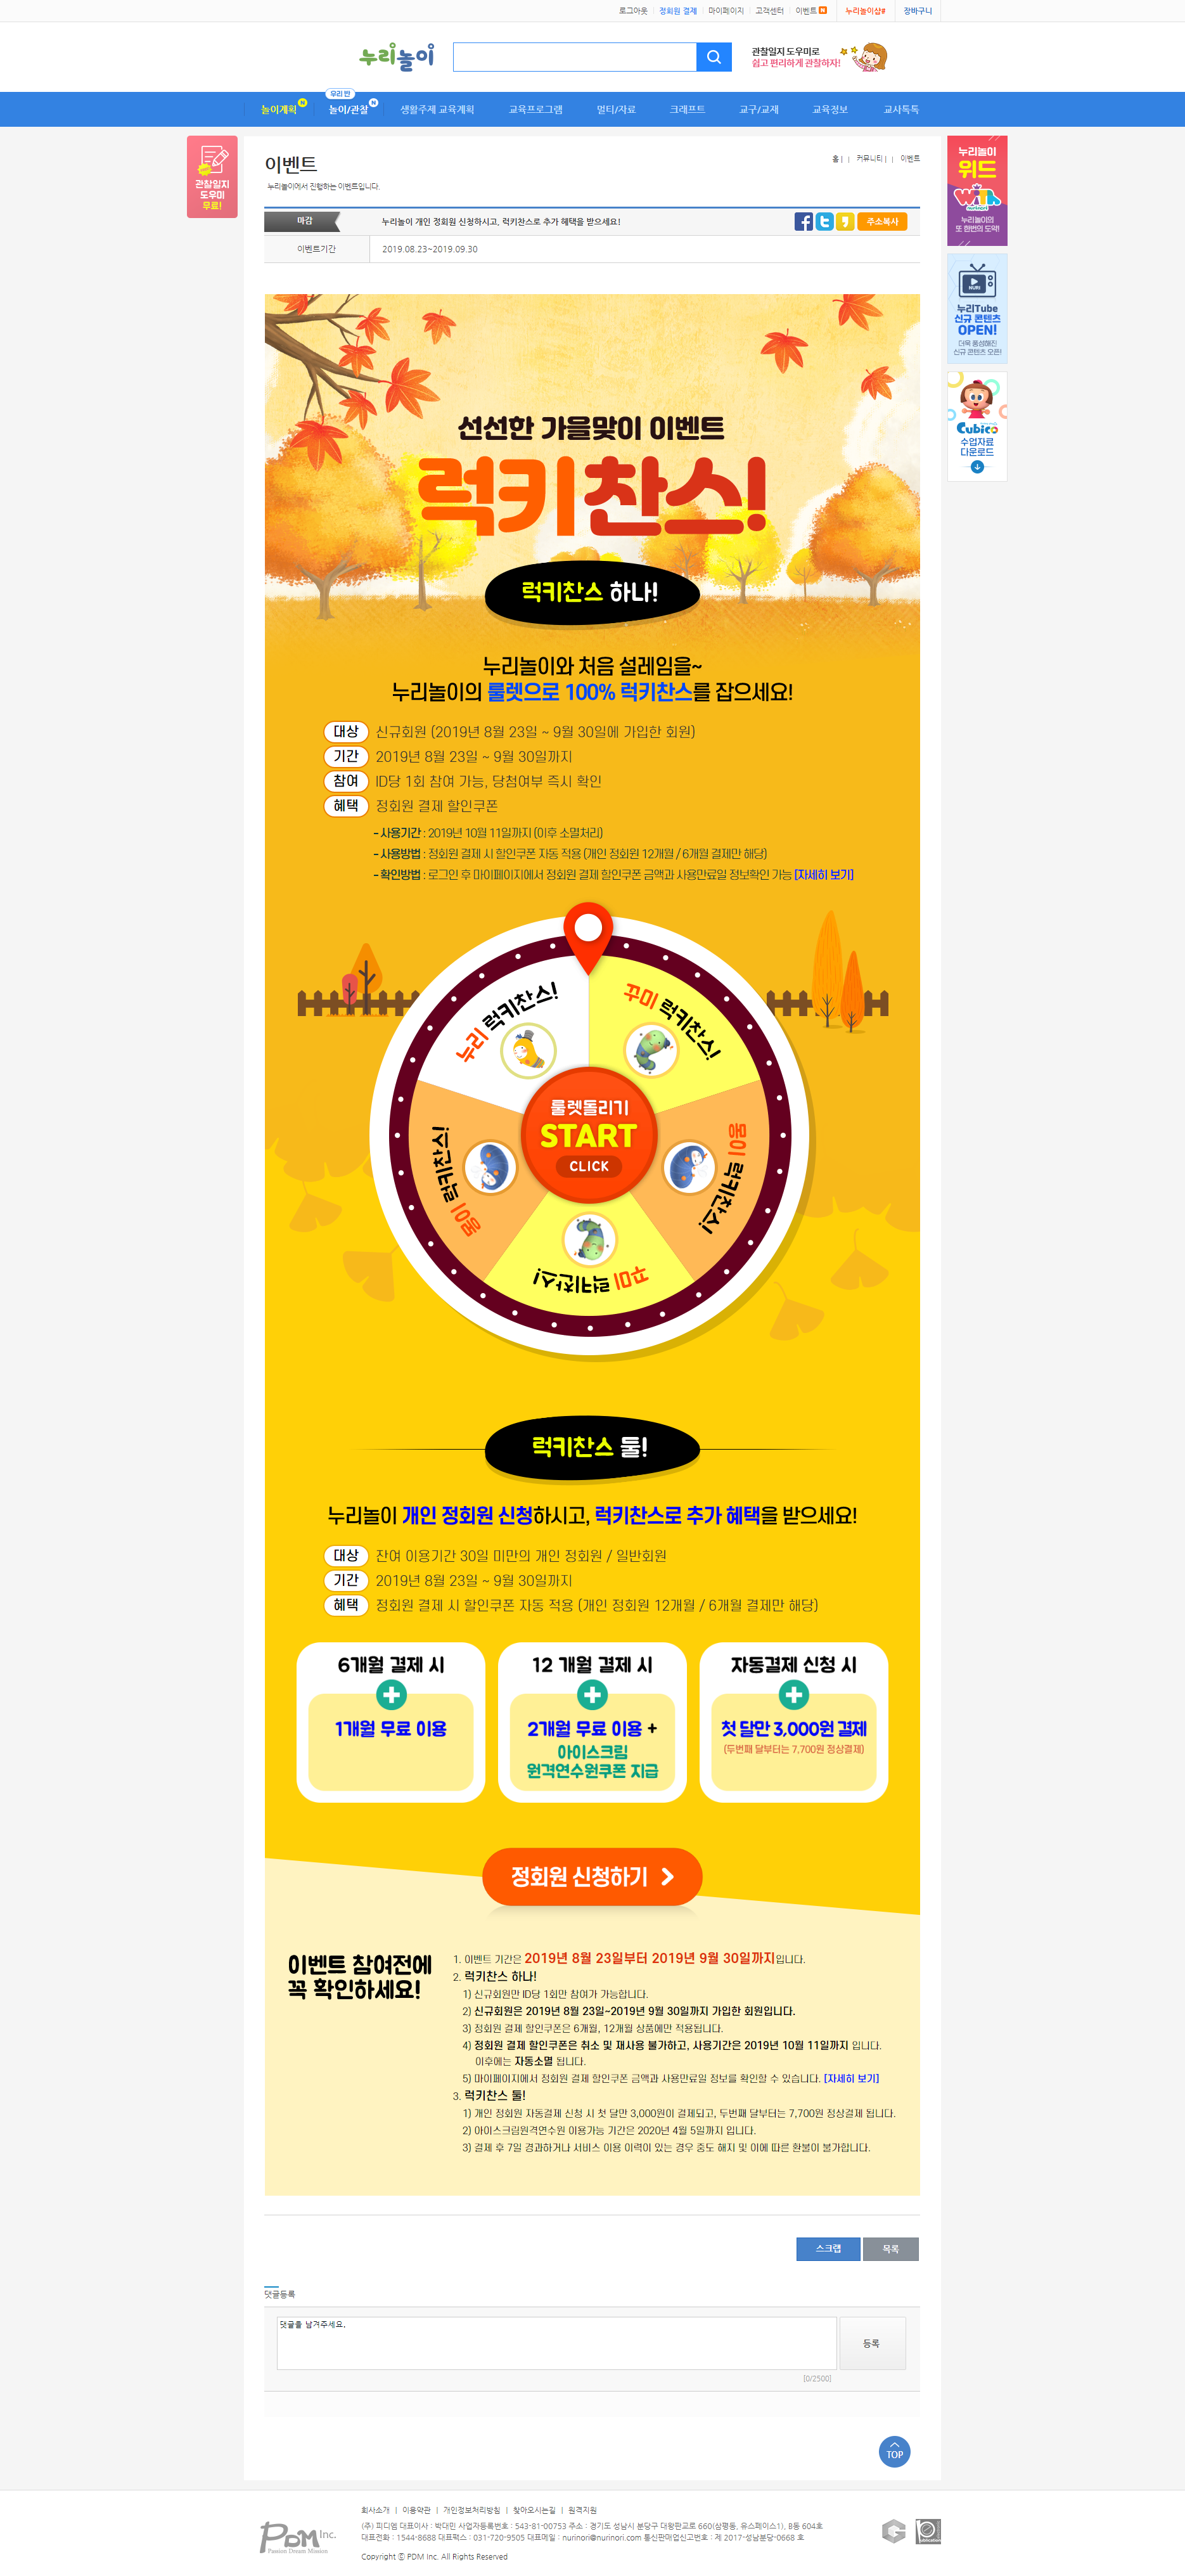 로그아웃 정회원 결제 마이페이지 고객센터 이벤트 N 누리놀이샵# 장바구니
누리놀이
관찰일지 도우미로
쉽고 편리하게 관찰하자!
우리 반
놀이계획 N 놀이/관찰 N 생활주제 교육계획 교육프로그램 멀티/자료 크래프트 교구/교재 교육정보 교사톡톡
관찰일지
도우미
무료!
이벤트
홈 | | 커뮤니티 | | 이벤트
누리놀이에서 진행하는 이벤트입니다.
마감 누리놀이 개인 정회원 신청하시고, 럭키찬스로 추가 혜택을 받으세요! 주소복사
이벤트기간 2019.08.23~2019.09.30
누리놀이
위드
누리놀이의
또 한번의 도약!
NURI
누리Tube
신규 콘텐츠
OPEN!
더욱 풍성해진
신규 콘텐츠 오픈!
Cubico
수업자료
다운로드
선선한 가을맞이 이벤트
럭키찬스!
럭키찬스 하나!
누리놀이와 처음 설레임을~
누리놀이의 룰렛으로 100% 럭키찬스를 잡으세요!
대상 신규회원 (2019년 8월 23일 ~ 9월 30일에 가입한 회원)
기간 2019년 8월 23일 ~ 9월 30일까지
참여 ID당 1회 참여 가능, 당첨여부 즉시 확인
혜택 정회원 결제 할인쿠폰
- 사용기간 : 2019년 10월 11일까지 (이후 소멸처리)
- 사용방법 : 정회원 결제 시 할인쿠폰 자동 적용 (개인 정회원 12개월 / 6개월 결제만 해당)
- 확인방법 : 로그인 후 마이페이지에서 정회원 결제 할인쿠폰 금액과 사용만료일 정보확인 가능 [자세히 보기]
누리 럭키찬스!
꾸미 럭키찬스!
몽이 럭키찬스!
꾸미 럭키찬스!
몽이 럭키찬스!
룰렛돌리기
START
CLICK
럭키찬스 둘!
누리놀이 개인 정회원 신청하시고, 럭키찬스로 추가 혜택을 받으세요!
대상 잔여 이용기간 30일 미만의 개인 정회원 / 일반회원
기간 2019년 8월 23일 ~ 9월 30일까지
혜택 정회원 결제 시 할인쿠폰 자동 적용 (개인 정회원 12개월 / 6개월 결제만 해당)
6개월 결제 시
1개월 무료 이용
12 개월 결제 시
2개월 무료 이용 +
아이스크림
원격연수원쿠폰 지급
자동결제 신청 시
첫 달만 3,000원 결제
(두번째 달부터는 7,700원 정상결제)
정회원 신청하기
이벤트 참여전에
꼭 확인하세요!
1. 이벤트 기간은 2019년 8월 23일부터 2019년 9월 30일까지입니다.
2. 럭키찬스 하나!
1) 신규회원만 ID당 1회만 참여가 가능합니다.
2) 신규회원은 2019년 8월 23일~2019년 9월 30일까지 가입한 회원입니다.
3) 정회원 결제 할인쿠폰은 6개월, 12개월 상품에만 적용됩니다.
4) 정회원 결제 할인쿠폰은 취소 및 재사용 불가하고, 사용기간은 2019년 10월 11일까지 입니다.
이후에는 자동소멸 됩니다.
5) 마이페이지에서 정회원 결제 할인쿠폰 금액과 사용만료일 정보를 확인할 수 있습니다. [자세히 보기]
3. 럭키찬스 둘!
1) 개인 정회원 자동결제 신청 시 첫 달만 3,000원이 결제되고, 두번째 달부터는 7,700원 정상결제 됩니다.
2) 아이스크림원격연수원 이용가능 기간은 2020년 4월 5일까지 입니다.
3) 결제 후 7일 경과하거나 서비스 이용 이력이 있는 경우 중도 해지 및 이에 따른 환불이 불가합니다.
스크랩 목록
댓글등록
댓글을 남겨주세요.
등록
[0/2500]
TOP
회사소개 | 이용약관 | 개인정보처리방침 | 찾아오시는길 | 원격지원
(주) 피디엠 대표이사 : 박대민 사업자등록번호 : 543-81-00753 주소 : 경기도 성남시 분당구 대왕판교로 660(삼평동, 유스페이스1), B동 604호
대표전화 : 1544-8688 대표팩스 : 031-720-9505 대표메일 : nurinori@nurinori.com 통신판매업신고번호 : 제 2017-성남분당-0668 호
PDM Inc.
Passion Dream Mission
Copyright ⓒ PDM Inc. All Rights Reserved